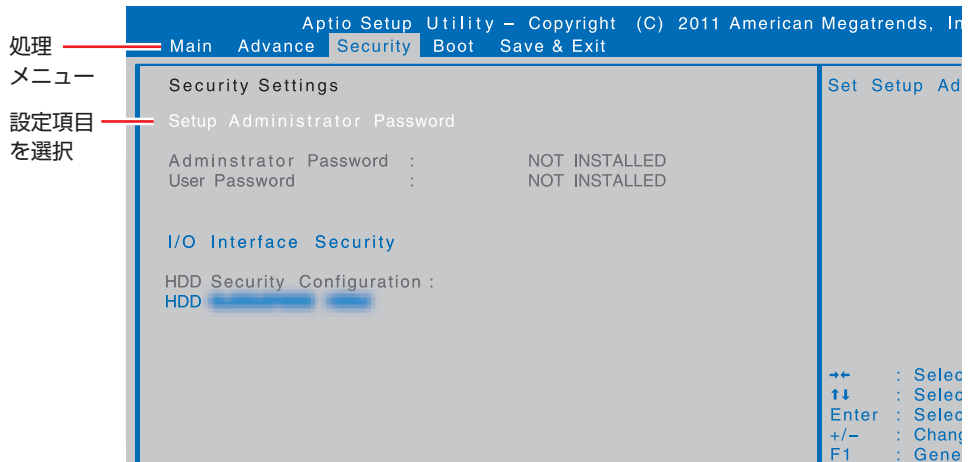 Aptio Setup Utility – Copyright (C) 2011 American Megatrends, In
処理
メニュー
Main Advance Security Boot Save & Exit
Security Settings
設定項目
を選択
Setup Administrator Password
Adminstrator Password : NOT INSTALLED
User Password : NOT INSTALLED
I/O Interface Security
HDD Security Configuration :
HDD
Set Setup Ad
→← : Selec
↑↓ : Selec
Enter : Selec
+/– : Chang
F1 : Gene